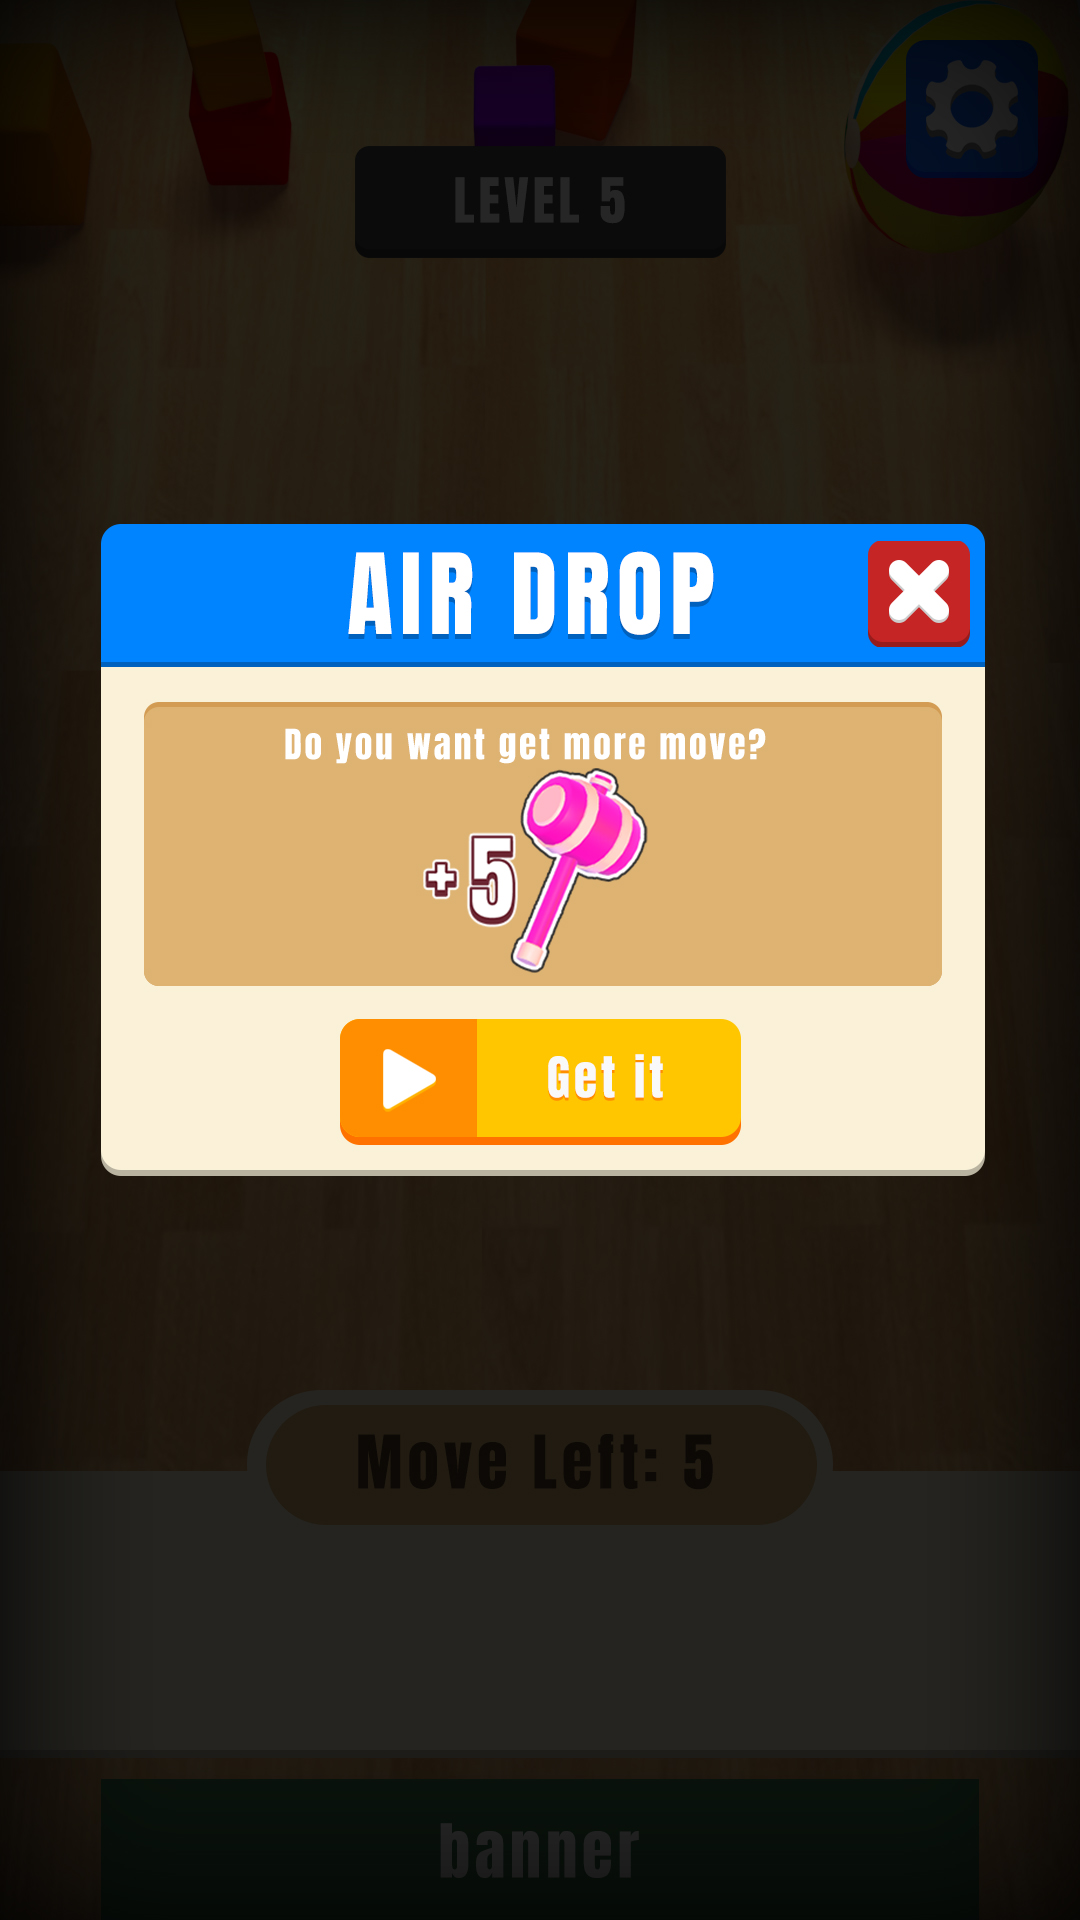 LEVEL 5
AIR DROP
Do you want get more move?
+5
Get it
Move Left: 5
banner